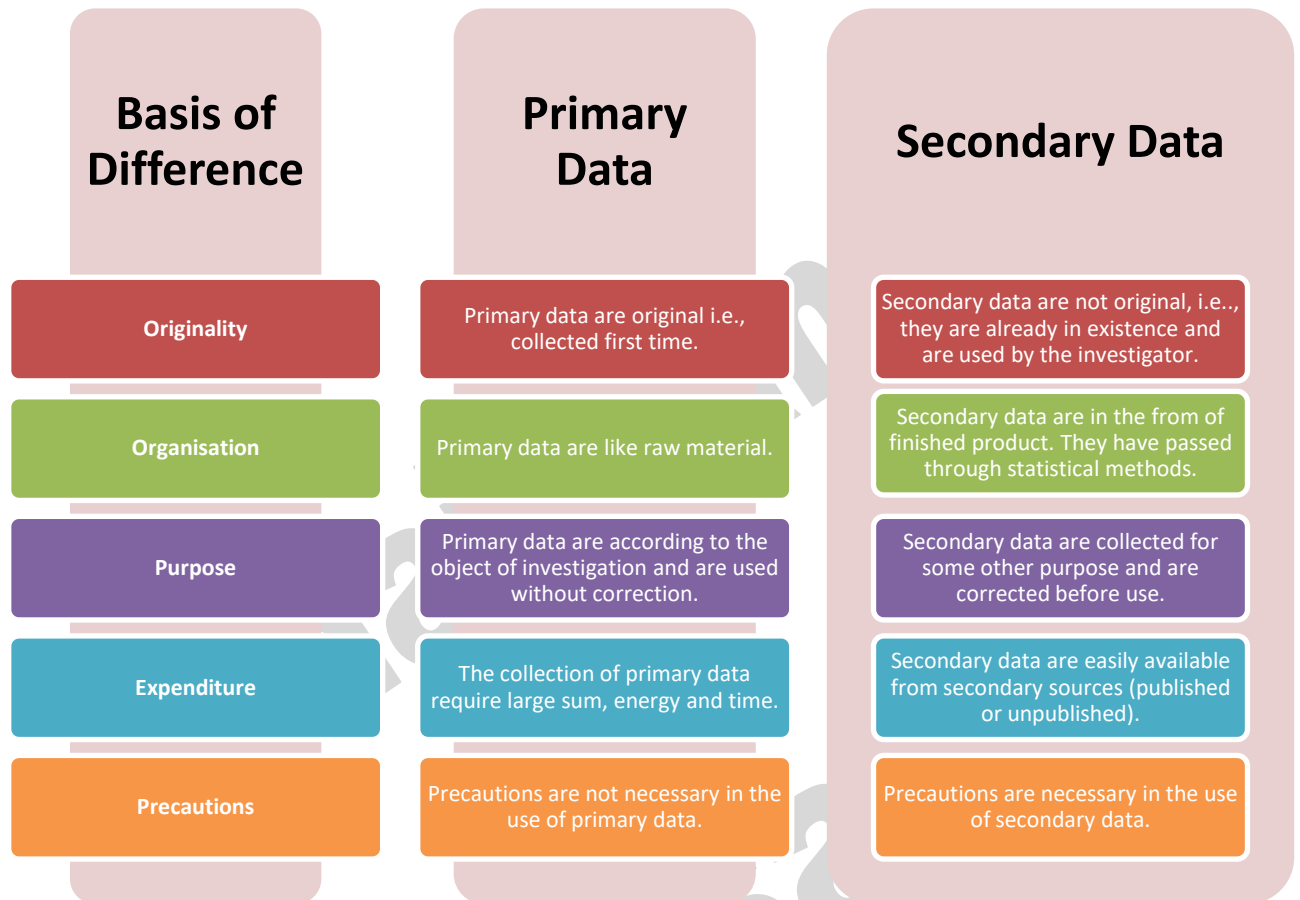 Basis of
Difference
Primary
Data
Secondary Data
Originality
Primary data are original i.e.,
collected first time.
Secondary data are not original, i.e..,
they are already in existence and
are used by the investigator.
Organisation
Primary data are like raw material.
Secondary data are in the from of
finished product. They have passed
through statistical methods.
Purpose
Primary data are according to the
object of investigation and are used
without correction.
Secondary data are collected for
some other purpose and are
corrected before use.
Expenditure
The collection of primary data
require large sum, energy and time.
Secondary data are easily available
from secondary sources (published
or unpublished).
Precautions
Precautions are not necessary in the
use of primary data.
Precautions are necessary in the use
of secondary data.